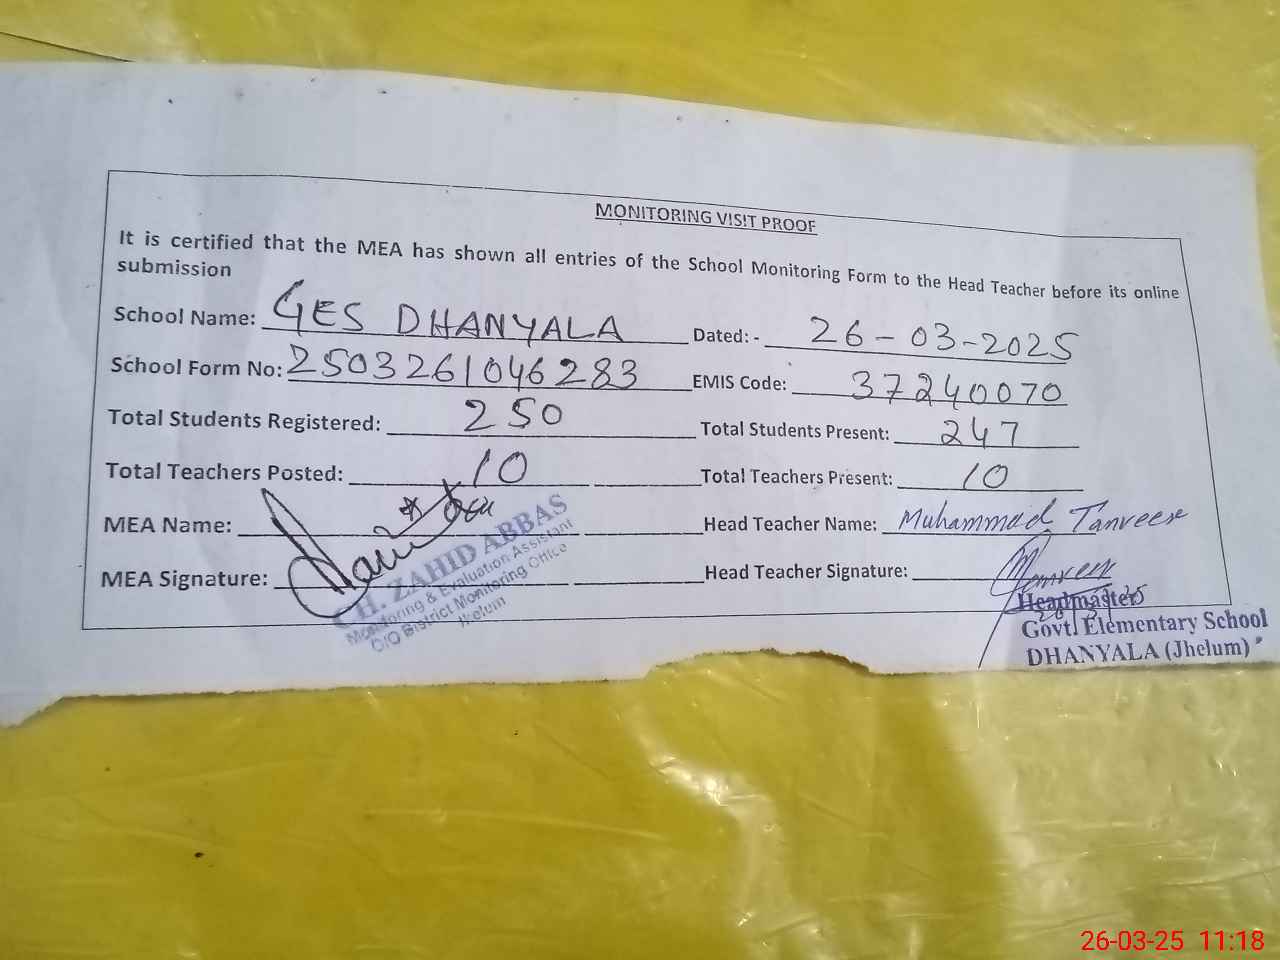 MONITORING VISIT PROOF
It is certified that the MEA has shown all entries of the School Monitoring Form to the Head Teacher before its online
submission
School Name: GES DHANYALA Dated: - 26-03-2025
School Form No: 2503261046283 EMIS Code: 37240070
Total Students Registered: 250 Total Students Present: 247
Total Teachers Posted: 10 Total Teachers Present: 10
MEA Name: Head Teacher Name: Muhammad Tanveer
MEA Signature: Head Teacher Signature:
CH. ZAHID ABBAS
Monitoring & Evaluation Assistant
C/O District Monitoring Office
Jhelum
Headmaster
Govt. Elementary School
DHANYALA (Jhelum)
26-03-25 11:18